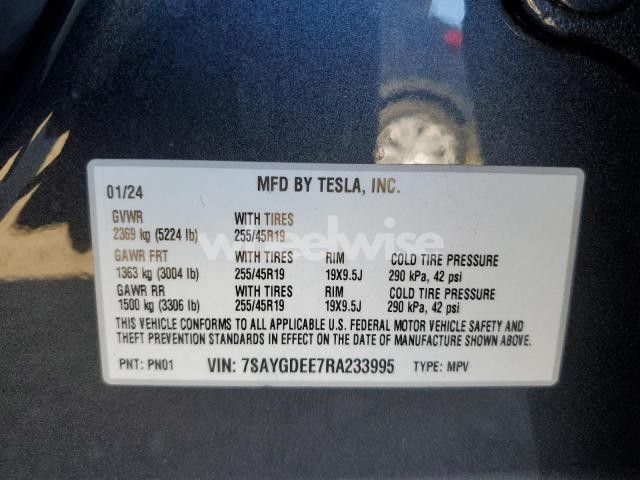 01/24 MFD BY TESLA, INC.
GVWR WITH TIRES
2369 kg (5224 lb) 255/45R19
GAWR FRT WITH TIRES RIM COLD TIRE PRESSURE
1363 kg (3004 lb) 255/45R19 19X9.5J 290 kPa, 42 psi
GAWR RR WITH TIRES RIM COLD TIRE PRESSURE
1500 kg (3306 lb) 255/45R19 19X9.5J 290 kPa, 42 psi
THIS VEHICLE CONFORMS TO ALL APPLICABLE U.S. FEDERAL MOTOR VEHICLE SAFETY AND
THEFT PREVENTION STANDARDS IN EFFECT ON THE DATE OF MANUFACTURE SHOWN ABOVE.
PNT: PN01 VIN: 7SAYGDEE7RA233995 TYPE: MPV
wheelwise